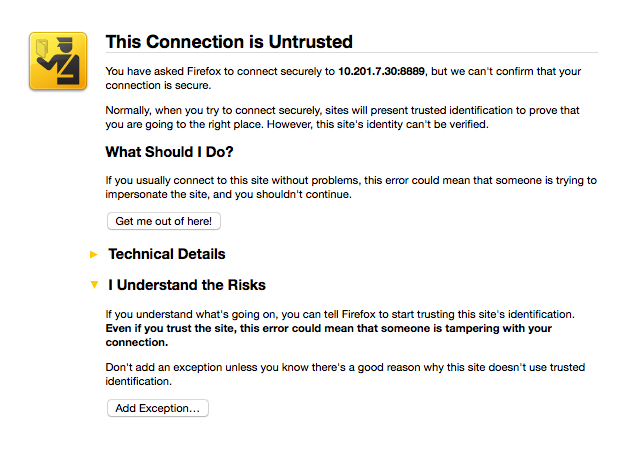 This Connection is Untrusted
You have asked Firefox to connect securely to 10.201.7.30:8889, but we can't confirm that your
connection is secure.
Normally, when you try to connect securely, sites will present trusted identification to prove that
you are going to the right place. However, this site's identity can't be verified.
What Should I Do?
If you usually connect to this site without problems, this error could mean that someone is trying to
impersonate the site, and you shouldn't continue.
Get me out of here!
Technical Details
I Understand the Risks
If you understand what's going on, you can tell Firefox to start trusting this site's identification.
Even if you trust the site, this error could mean that someone is tampering with your
connection.
Don't add an exception unless you know there's a good reason why this site doesn't use trusted
identification.
Add Exception…